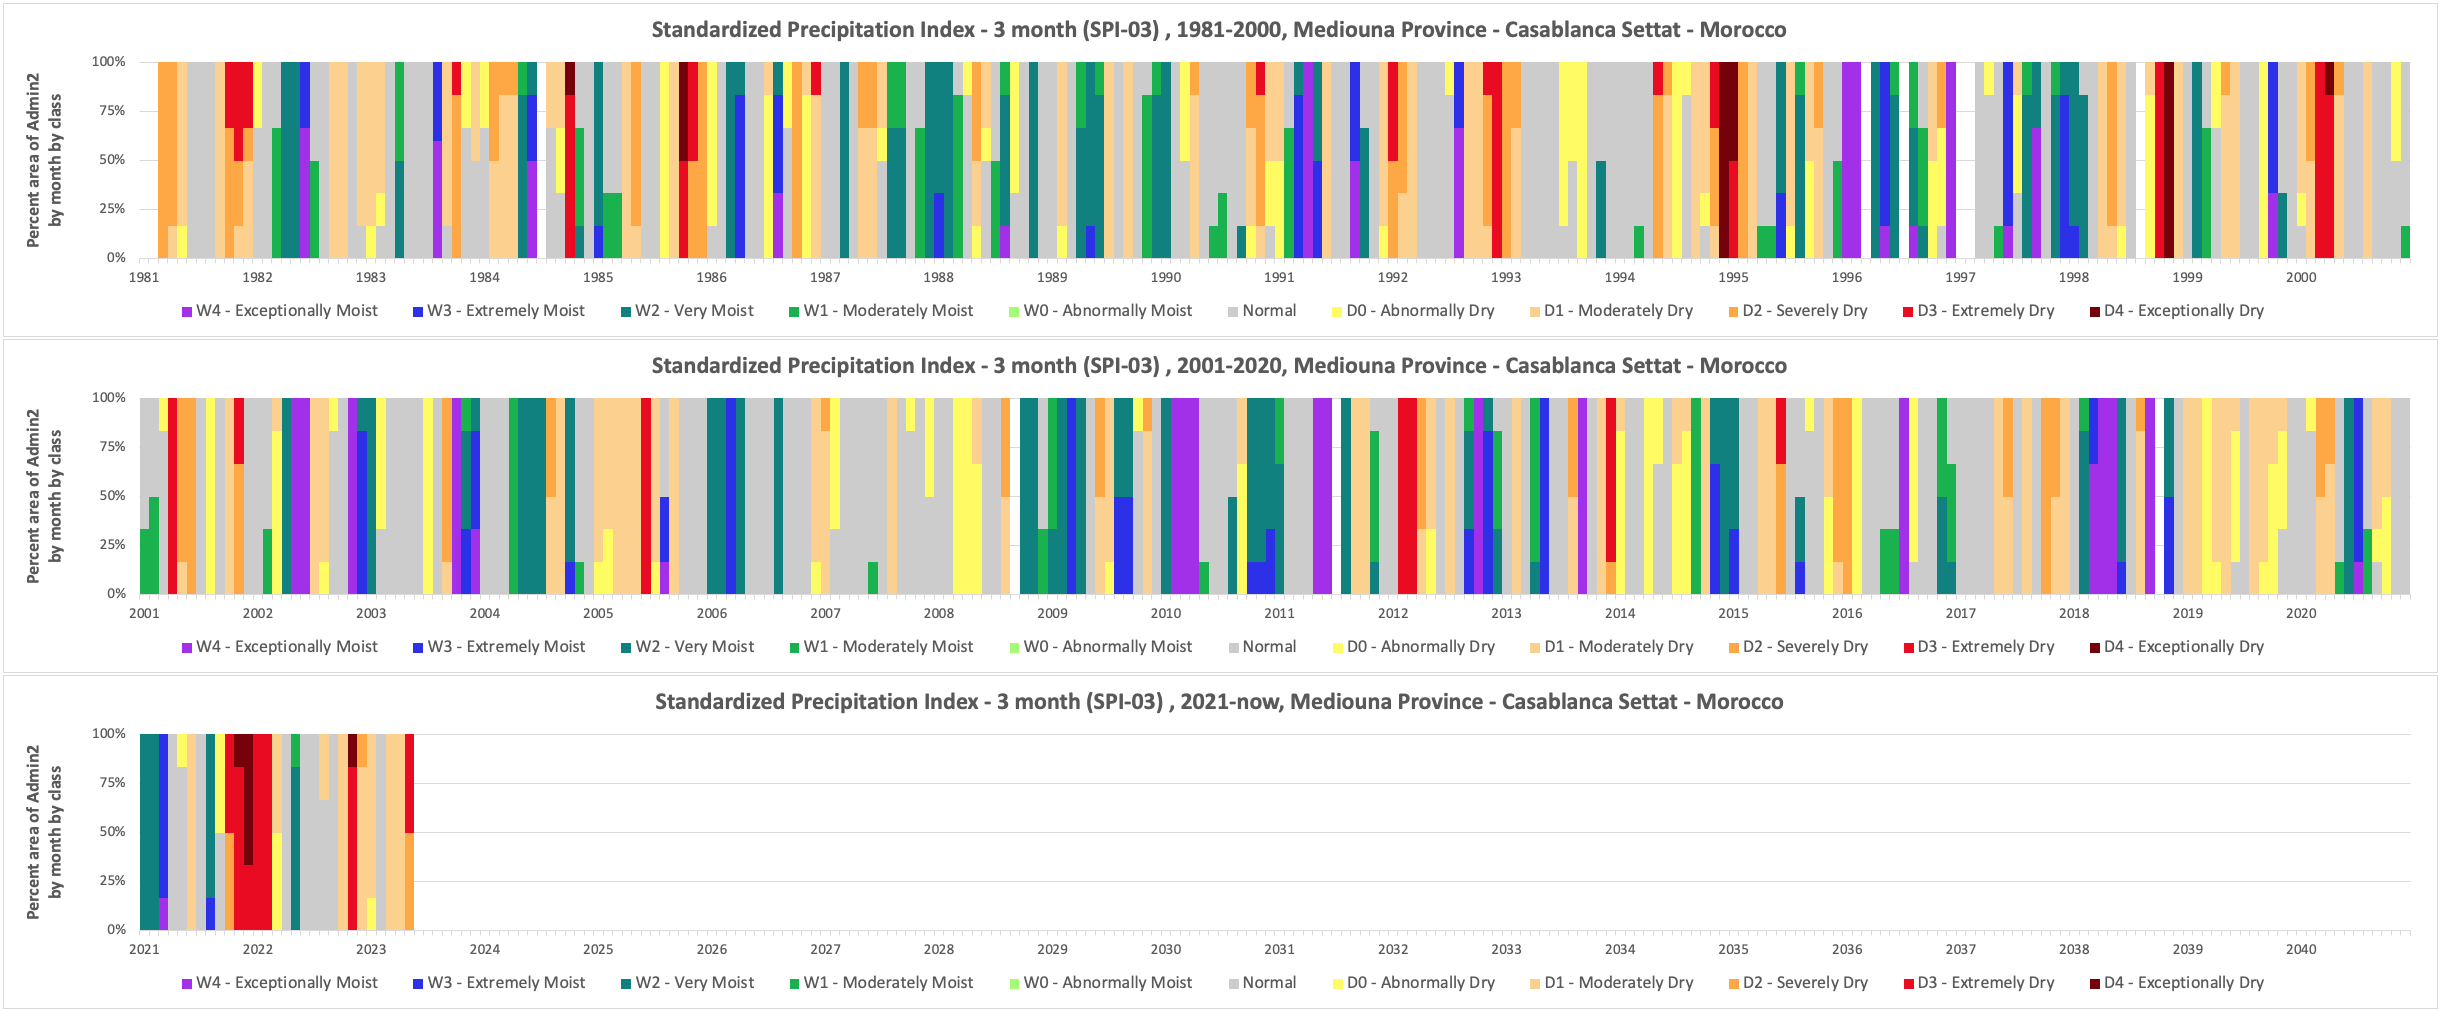 Standardized Precipitation Index - 3 month (SPI-03) , 1981-2000, Mediouna Province - Casablanca Settat - Morocco
Percent area of Admin2
by month by class
100%
75%
50%
25%
0%
1981 1982 1983 1984 1985 1986 1987 1988 1989 1990 1991 1992 1993 1994 1995 1996 1997 1998 1999 2000
W4 - Exceptionally Moist W3 - Extremely Moist W2 - Very Moist W1 - Moderately Moist W0 - Abnormally Moist Normal D0 - Abnormally Dry D1 - Moderately Dry D2 - Severely Dry D3 - Extremely Dry D4 - Exceptionally Dry
Standardized Precipitation Index - 3 month (SPI-03) , 2001-2020, Mediouna Province - Casablanca Settat - Morocco
Percent area of Admin2
by month by class
100%
75%
50%
25%
0%
2001 2002 2003 2004 2005 2006 2007 2008 2009 2010 2011 2012 2013 2014 2015 2016 2017 2018 2019 2020
W4 - Exceptionally Moist W3 - Extremely Moist W2 - Very Moist W1 - Moderately Moist W0 - Abnormally Moist Normal D0 - Abnormally Dry D1 - Moderately Dry D2 - Severely Dry D3 - Extremely Dry D4 - Exceptionally Dry
Standardized Precipitation Index - 3 month (SPI-03) , 2021-now, Mediouna Province - Casablanca Settat - Morocco
Percent area of Admin2
by month by class
100%
75%
50%
25%
0%
2021 2022 2023 2024 2025 2026 2027 2028 2029 2030 2031 2032 2033 2034 2035 2036 2037 2038 2039 2040
W4 - Exceptionally Moist W3 - Extremely Moist W2 - Very Moist W1 - Moderately Moist W0 - Abnormally Moist Normal D0 - Abnormally Dry D1 - Moderately Dry D2 - Severely Dry D3 - Extremely Dry D4 - Exceptionally Dry